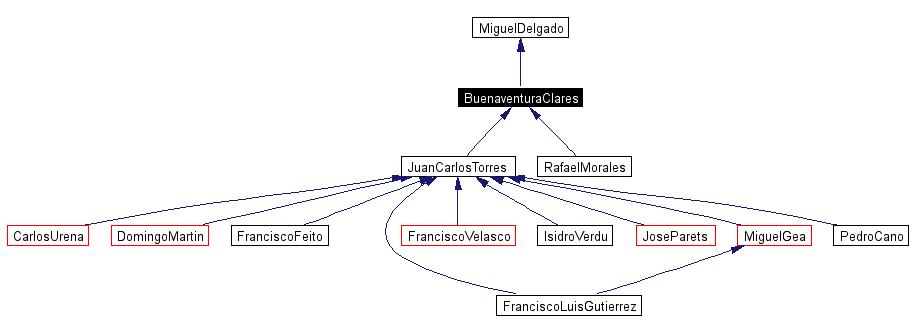 MiguelDelgado
BuenaventuraClares
JuanCarlosTorres
RafaelMorales
CarlosUrena
DomingoMartin
FranciscoFeito
FranciscoVelasco
IsidroVerdu
JoseParets
MiguelGea
PedroCano
FranciscoLuisGutierrez